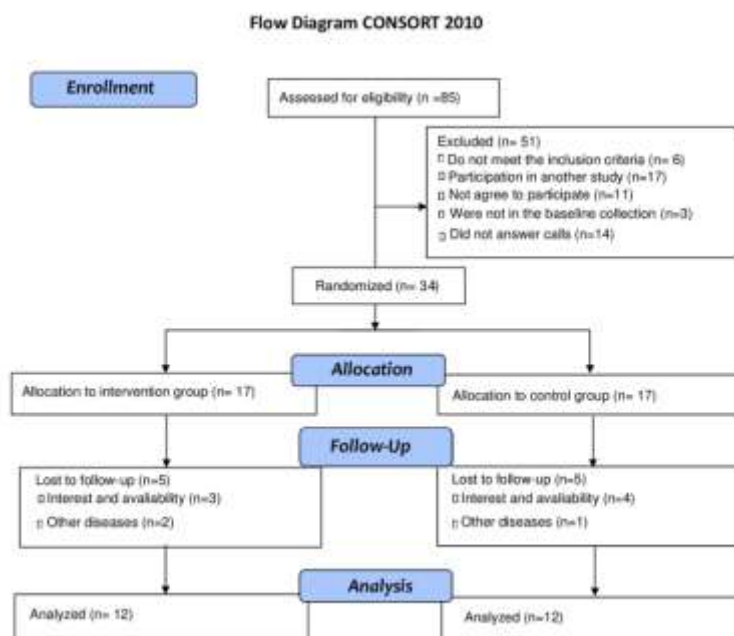 Flow Diagram CONSORT 2010
Enrollment
Assessed for eligibility (n =85)
Excluded (n= 51)
Do not meet the inclusion criteria (n= 6)
Participation in another study (n=17)
Not agree to participate (n=11)
Were not in the baseline collection (n=3)
Did not answer calls (n=14)
Randomized (n= 34)
Allocation
Allocation to intervention group (n= 17)
Allocation to control group (n= 17)
Follow-Up
Lost to follow-up (n=5)
Interest and avaliability (n=3)
Other diseases (n=2)
Lost to follow-up (n=5)
Interest and avaliability (n=4)
Other diseases (n=1)
Analysis
Analyzed (n= 12)
Analyzed (n=12)